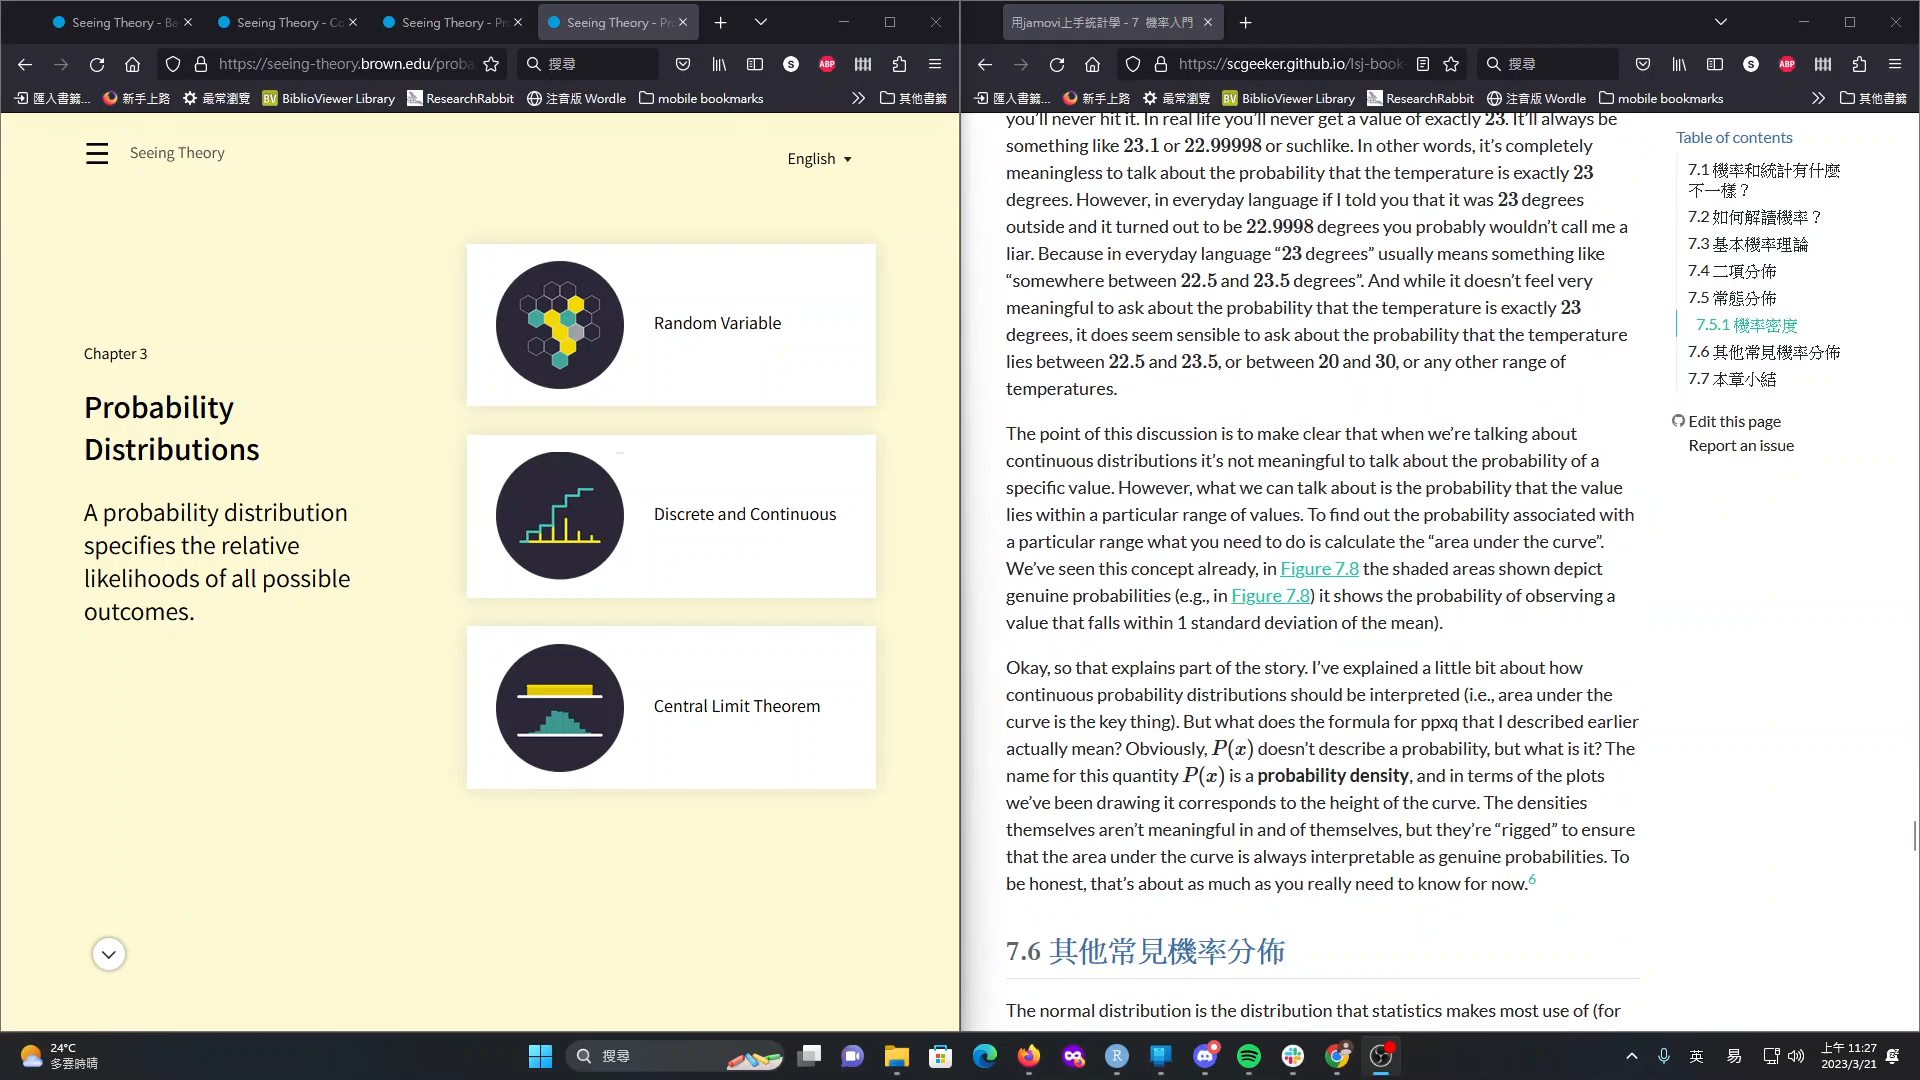 Seeing Theory - Ba
Seeing Theory - Co
Seeing Theory - Pr
Seeing Theory - Pr
https://seeing-theory.brown.edu/proba
搜尋
匯入書籤...
新手上路
最常瀏覽
BiblioViewer Library
ResearchRabbit
注音版 Wordle
mobile bookmarks
其他書籤
Seeing Theory
English
Chapter 3
Probability
Distributions
A probability distribution
specifies the relative
likelihoods of all possible
outcomes.
Random Variable
Discrete and Continuous
Central Limit Theorem
用jamovi上手統計學 - 7 機率入門
https://scgeeker.github.io/lsj-book
搜尋
匯入書籤...
新手上路
最常瀏覽
BiblioViewer Library
ResearchRabbit
注音版 Wordle
mobile bookmarks
其他書籤
you'll never hit it. In real life you'll never get a value of exactly 23. It'll always be
something like 23.1 or 22.99998 or suchlike. In other words, it's completely
meaningless to talk about the probability that the temperature is exactly 23
degrees. However, in everyday language if I told you that it was 23 degrees
outside and it turned out to be 22.9998 degrees you probably wouldn't call me a
liar. Because in everyday language “23 degrees” usually means something like
“somewhere between 22.5 and 23.5 degrees”. And while it doesn't feel very
meaningful to ask about the probability that the temperature is exactly 23
degrees, it does seem sensible to ask about the probability that the temperature
lies between 22.5 and 23.5, or between 20 and 30, or any other range of
temperatures.
The point of this discussion is to make clear that when we're talking about
continuous distributions it's not meaningful to talk about the probability of a
specific value. However, what we can talk about is the probability that the value
lies within a particular range of values. To find out the probability associated with
a particular range what you need to do is calculate the “area under the curve”.
We've seen this concept already, in Figure 7.8 the shaded areas shown depict
genuine probabilities (e.g., in Figure 7.8) it shows the probability of observing a
value that falls within 1 standard deviation of the mean).
Okay, so that explains part of the story. I've explained a little bit about how
continuous probability distributions should be interpreted (i.e., area under the
curve is the key thing). But what does the formula for ppxq that I described earlier
actually mean? Obviously, P(x) doesn't describe a probability, but what is it? The
name for this quantity P(x) is a probability density, and in terms of the plots
we've been drawing it corresponds to the height of the curve. The densities
themselves aren't meaningful in and of themselves, but they're “rigged” to ensure
that the area under the curve is always interpretable as genuine probabilities. To
be honest, that's about as much as you really need to know for now.6
7.6 其他常見機率分佈
The normal distribution is the distribution that statistics makes most use of (for
Table of contents
7.1 機率和統計有什麼
不一樣？
7.2 如何解讀機率？
7.3 基本機率理論
7.4 二項分佈
7.5 常態分佈
7.5.1 機率密度
7.6 其他常見機率分佈
7.7 本章小結
Edit this page
Report an issue
24°C
多雲時晴
搜尋
英
易
上午 11:27
2023/3/21